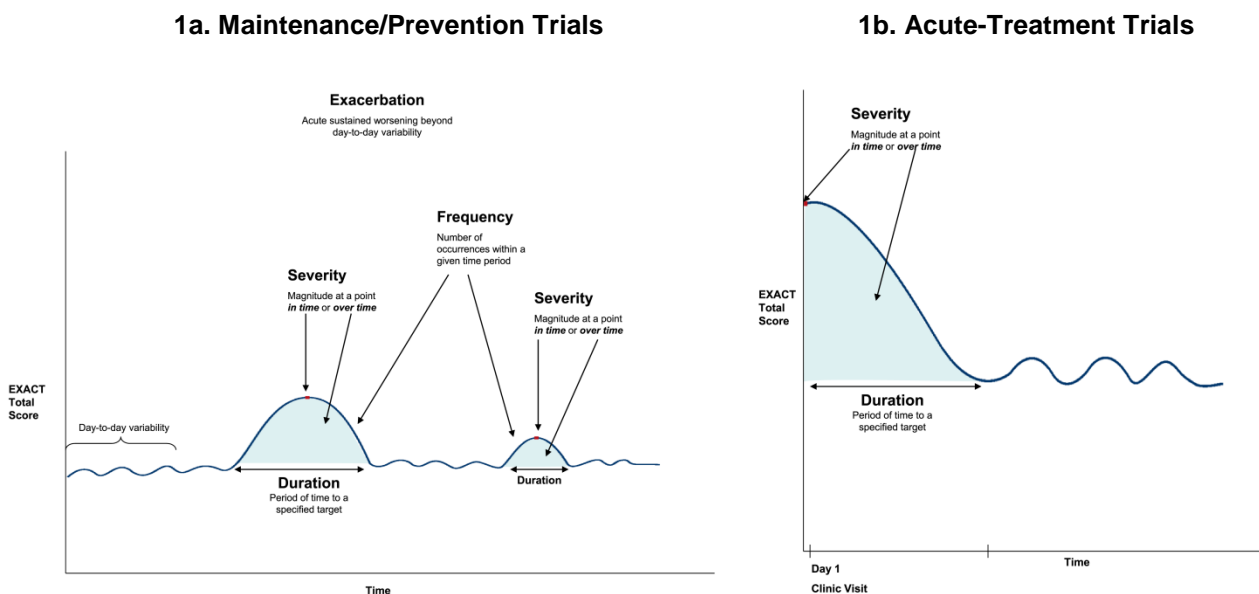 1a. Maintenance/Prevention Trials
Exacerbation
Acute sustained worsening beyond
day-to-day variability
Frequency
Number of
occurrences within a
given time period
Severity
Magnitude at a point
in time or over time
Severity
Magnitude at a point
in time or over time
EXACT
Total
Score
Day-to-day variability
Duration
Period of time to a
specified target
Duration
Time
1b. Acute-Treatment Trials
Severity
Magnitude at a point
in time or over time
EXACT
Total
Score
Duration
Period of time to a
specified target
Day 1
Clinic Visit
Time